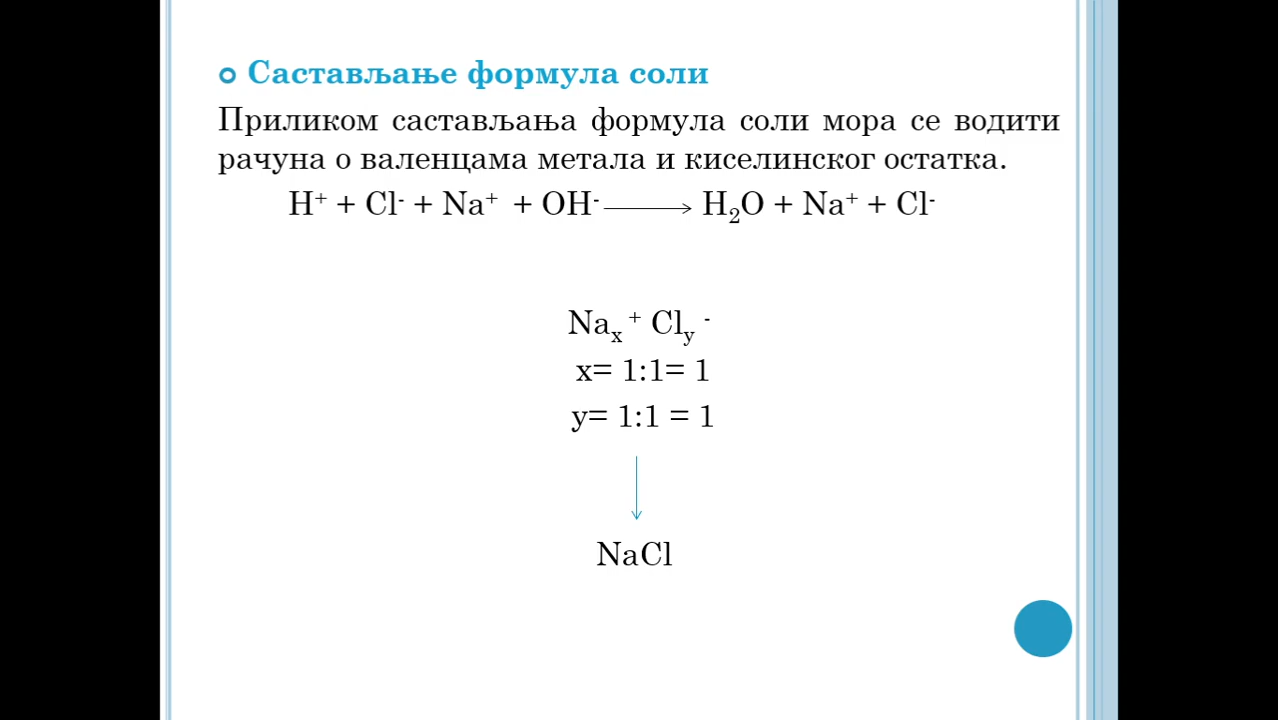 Састављање формула соли
Приликом састављања формула соли мора се водити
рачуна о валенцама метала и киселинског остатка.
H⁺ + Cl⁻ + Na⁺ + OH⁻ ⟶ H₂O + Na⁺ + Cl⁻
Naₓ⁺ Clᵧ⁻
x= 1:1= 1
y= 1:1 = 1
NaCl